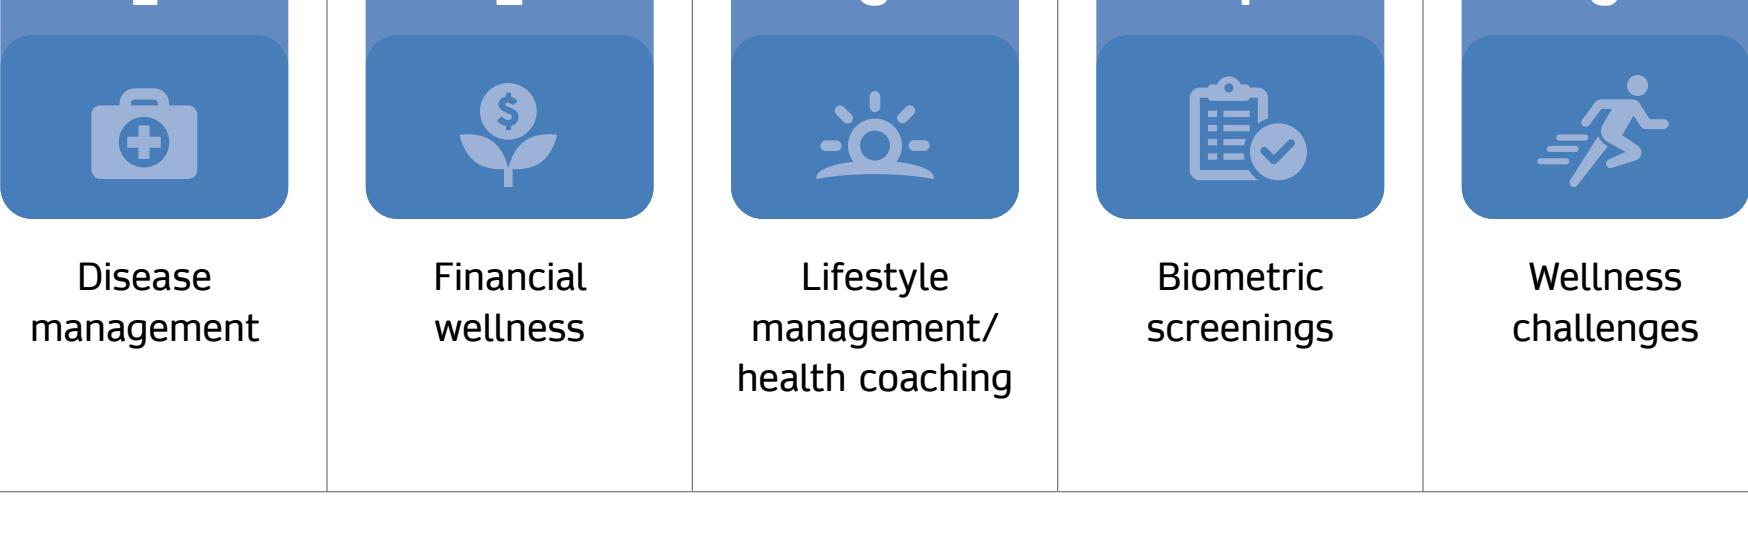 Disease
management
Financial
wellness
Lifestyle
management/
health coaching
Biometric
screenings
Wellness
challenges